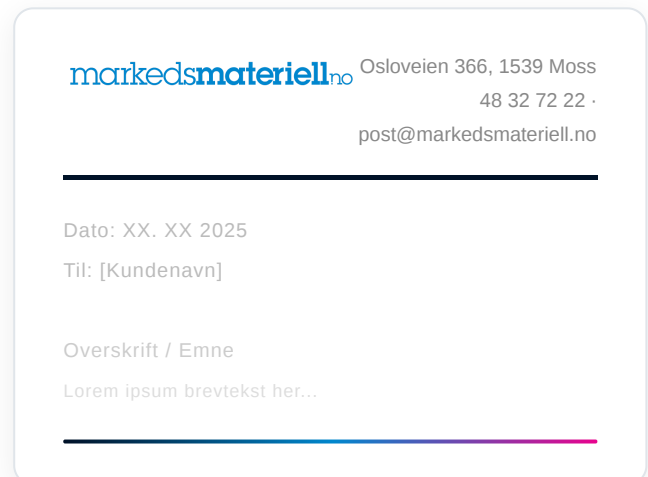 markedsmateriell.no Osloveien 366, 1539 Moss
48 32 72 22 ·
post@markedsmateriell.no
Dato: XX. XX 2025
Til: [Kundenavn]
Overskrift / Emne
Lorem ipsum brevtekst her...